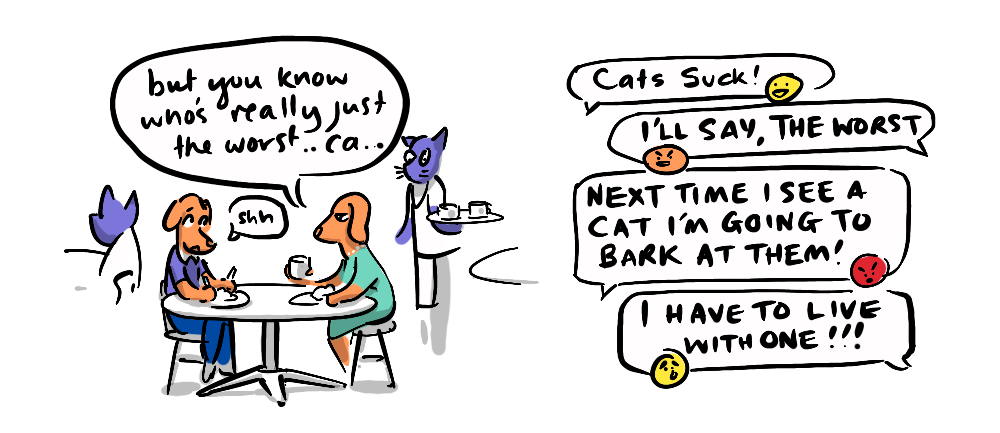 but you know
who's really just
the worst.. ca..
shh
Cats Suck!
I'LL SAY, THE WORST
NEXT TIME I SEE A
CAT I'M GOING TO
BARK AT THEM!
I HAVE TO LIVE
WITH ONE!!!